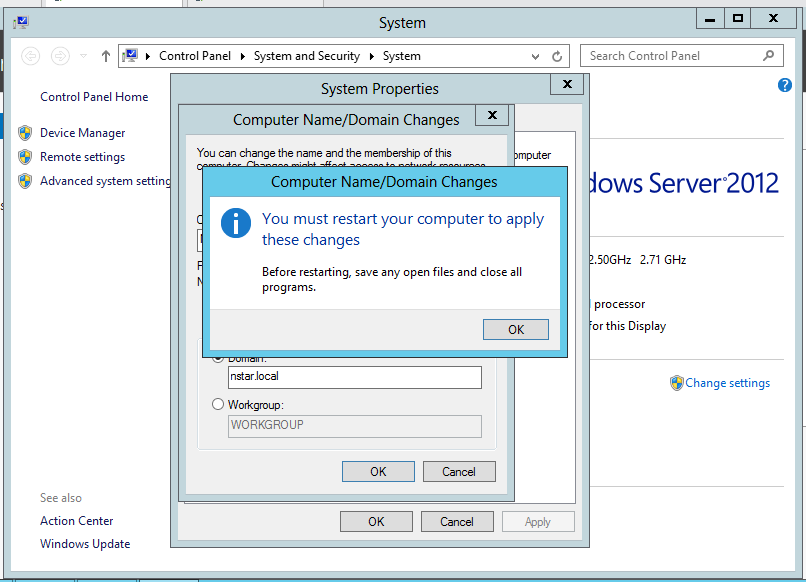 System
Control Panel
System and Security
System
Search Control Panel
Control Panel Home
Device Manager
Remote settings
Advanced system setting
System Properties
Computer Name/Domain Changes
You can change the name and the membership of this
computer. Changes might affect access to network resources.
omputer
Computer Name/Domain Changes
You must restart your computer to apply
these changes
Before restarting, save any open files and close all
programs.
OK
dows Server 2012
2.50GHz 2.71 GHz
processor
for this Display
Change settings
Domain:
nstar.local
Workgroup:
WORKGROUP
OK
Cancel
OK
Cancel
Apply
See also
Action Center
Windows Update